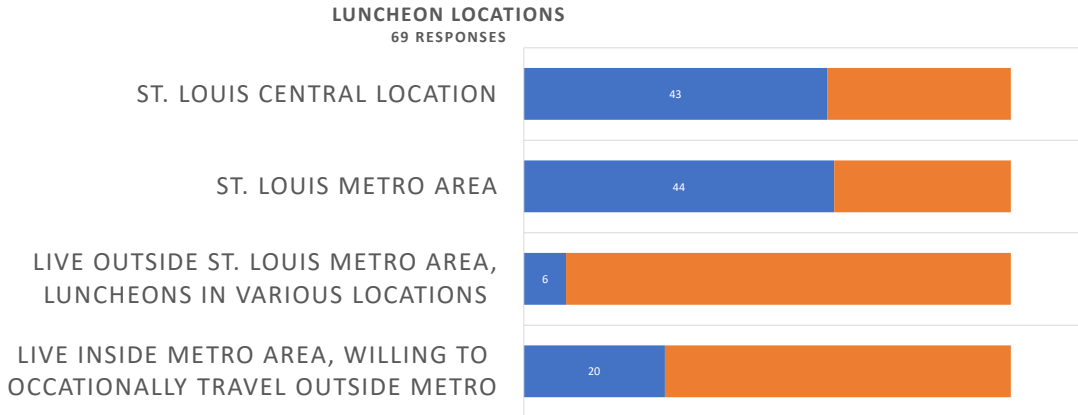 LUNCHEON LOCATIONS
69 RESPONSES
ST. LOUIS CENTRAL LOCATION
43
ST. LOUIS METRO AREA
44
LIVE OUTSIDE ST. LOUIS METRO AREA,
LUNCHEONS IN VARIOUS LOCATIONS
6
LIVE INSIDE METRO AREA, WILLING TO
OCCATIONALLY TRAVEL OUTSIDE METRO
20